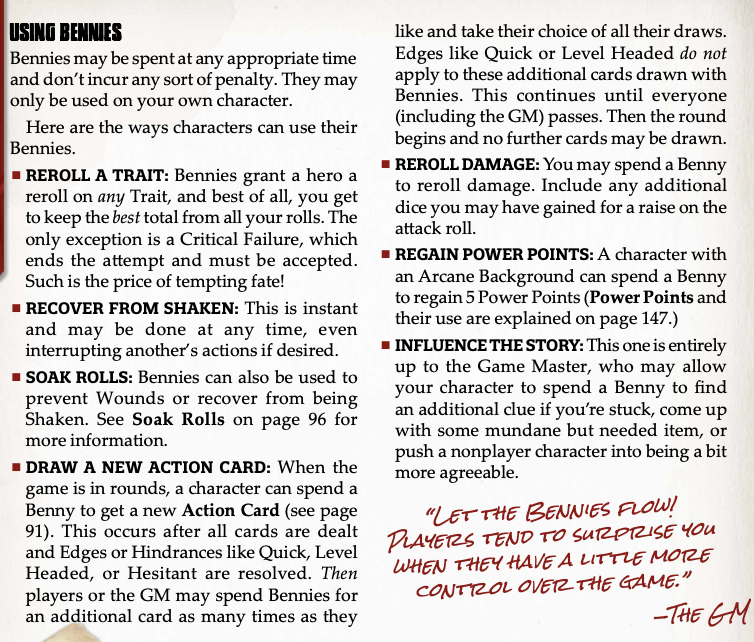 USING BENNIES
Bennies may be spent at any appropriate time
and don't incur any sort of penalty. They may
only be used on your own character.
Here are the ways characters can use their
Bennies.
■ REROLL A TRAIT: Bennies grant a hero a
reroll on any Trait, and best of all, you get
to keep the best total from all your rolls. The
only exception is a Critical Failure, which
ends the attempt and must be accepted.
Such is the price of tempting fate!
■ RECOVER FROM SHAKEN: This is instant
and may be done at any time, even
interrupting another's actions if desired.
■ SOAK ROLLS: Bennies can also be used to
prevent Wounds or recover from being
Shaken. See Soak Rolls on page 96 for
more information.
■ DRAW A NEW ACTION CARD: When the
game is in rounds, a character can spend a
Benny to get a new Action Card (see page
91). This occurs after all cards are dealt
and Edges or Hindrances like Quick, Level
Headed, or Hesitant are resolved. Then
players or the GM may spend Bennies for
an additional card as many times as they
like and take their choice of all their draws.
Edges like Quick or Level Headed do not
apply to these additional cards drawn with
Bennies. This continues until everyone
(including the GM) passes. Then the round
begins and no further cards may be drawn.
■ REROLL DAMAGE: You may spend a Benny
to reroll damage. Include any additional
dice you may have gained for a raise on the
attack roll.
■ REGAIN POWER POINTS: A character with
an Arcane Background can spend a Benny
to regain 5 Power Points (Power Points and
their use are explained on page 147.)
■ INFLUENCE THE STORY: This one is entirely
up to the Game Master, who may allow
your character to spend a Benny to find
an additional clue if you're stuck, come up
with some mundane but needed item, or
push a nonplayer character into being a bit
more agreeable.
"LET THE BENNIES FLOW!
PLAYERS TEND TO SURPRISE YOU
WHEN THEY HAVE A LITTLE MORE
CONTROL OVER THE GAME."
—THE GM